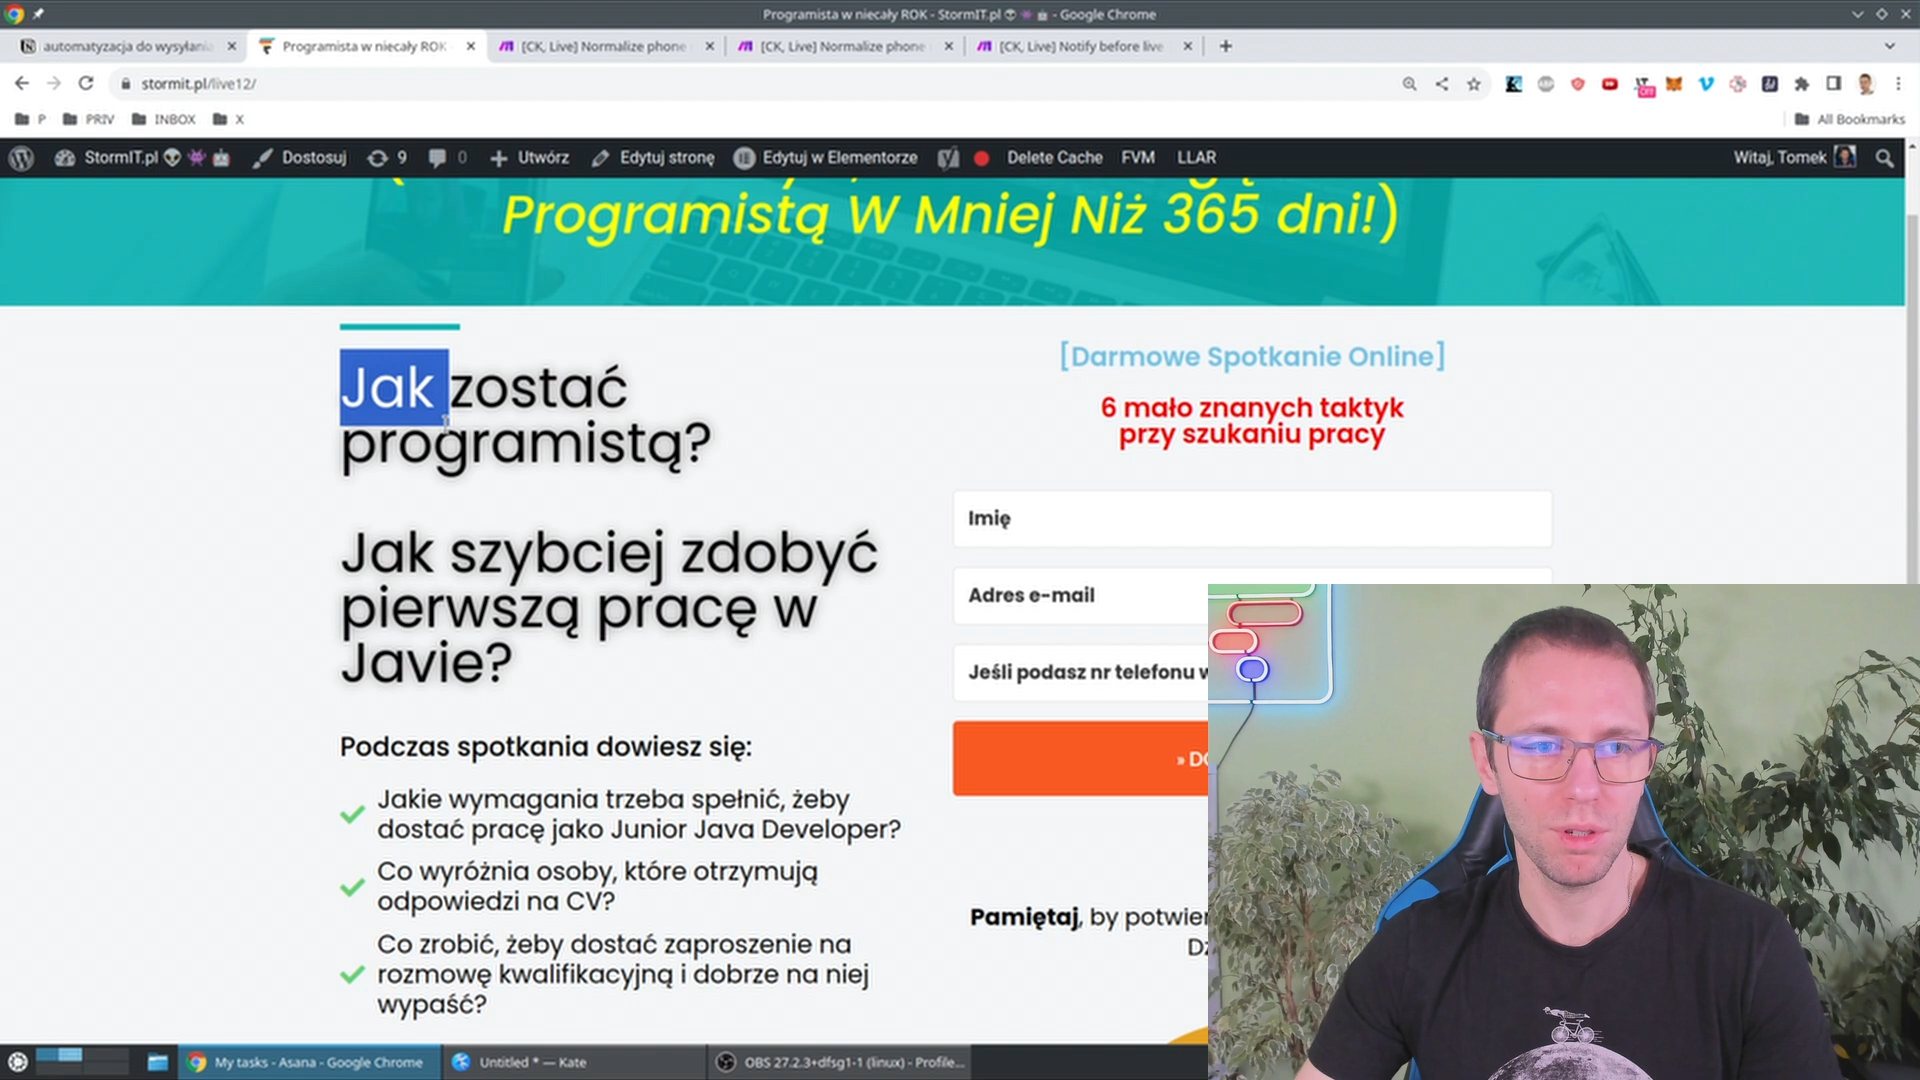 Programista w niecały ROK - StormIT.pl - Google Chrome
automatyzacja do wysyłania
Programista w niecały ROK
[CK, Live] Normalize phone
[CK, Live] Normalize phone
[CK, Live] Notify before live
stormit.pl/live12/
P
PRIV
INBOX
X
All Bookmarks
StormIT.pl
Dostosuj
9
0
Utwórz
Edytuj stronę
Edytuj w Elementorze
Delete Cache
FVM
LLAR
Witaj, Tomek
Programistą W Mniej Niż 365 dni!)
Jak zostać
programistą?
Jak szybciej zdobyć
pierwszą pracę w
Javie?
Podczas spotkania dowiesz się:
Jakie wymagania trzeba spełnić, żeby
dostać pracę jako Junior Java Developer?
Co wyróżnia osoby, które otrzymują
odpowiedzi na CV?
Co zrobić, żeby dostać zaproszenie na
rozmowę kwalifikacyjną i dobrze na niej
wypaść?
[Darmowe Spotkanie Online]
6 mało znanych taktyk
przy szukaniu pracy
Imię
Adres e-mail
Jeśli podasz nr telefonu w
» DO
Pamiętaj, by potwier
My tasks - Asana - Google Chrome
Untitled * — Kate
OBS 27.2.3+dfsg1-1 (linux) - Profile...